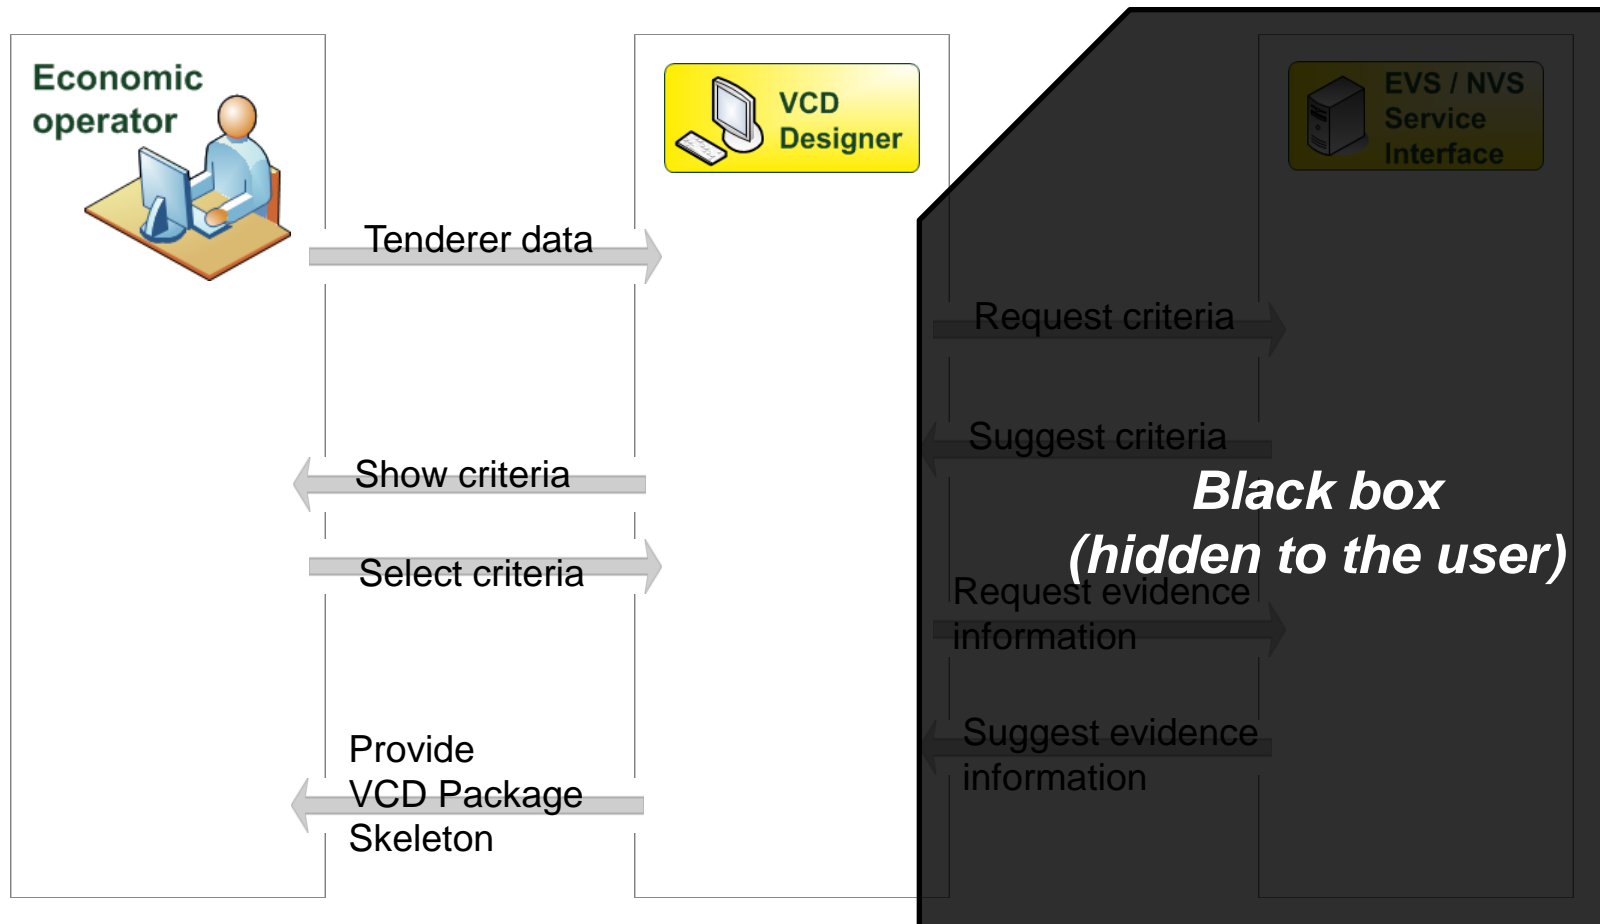 Economic
operator
VCD
Designer
EVS / NVS
Service
Interface
Tenderer data
Request criteria
Suggest criteria
Show criteria
Black box
(hidden to the user)
Select criteria
Request evidence
information
Suggest evidence
information
Provide
VCD Package
Skeleton